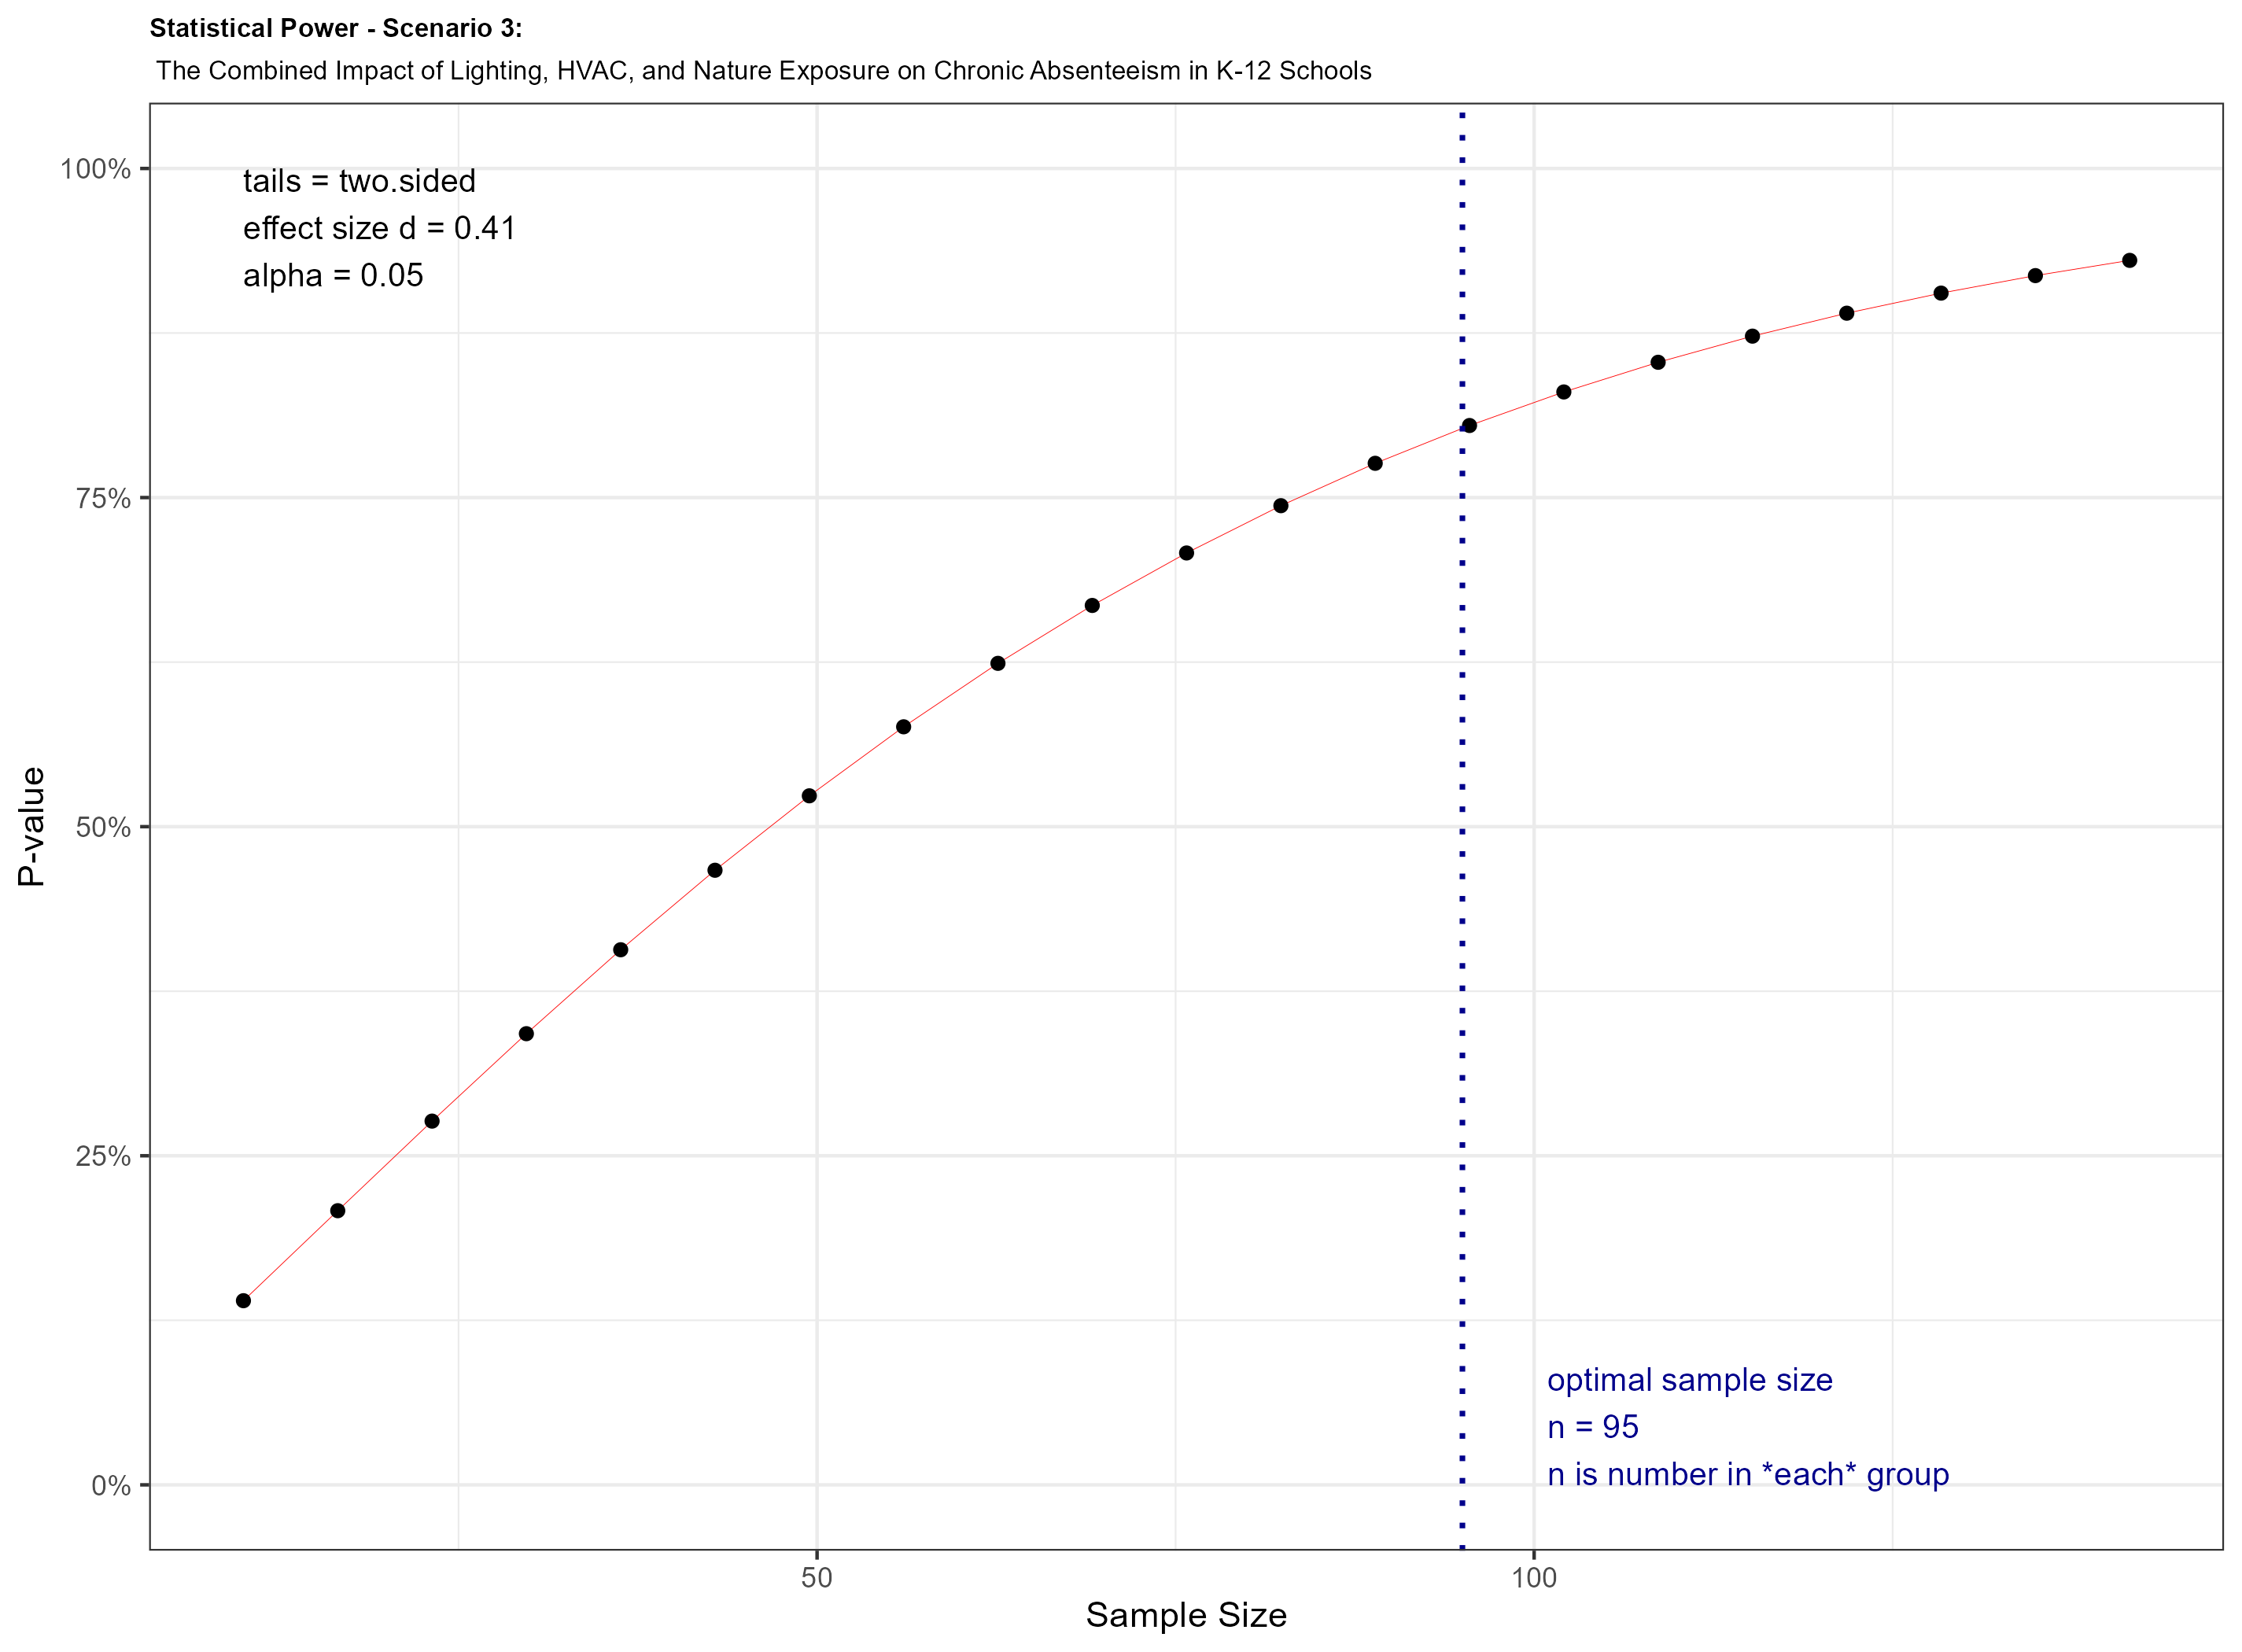 Statistical Power - Scenario 3:
The Combined Impact of Lighting, HVAC, and Nature Exposure on Chronic Absenteeism in K-12 Schools
tails = two.sided
effect size d = 0.41
alpha = 0.05
100%
75%
50%
25%
0%
P-value
optimal sample size
n = 95
n is number in *each* group
50
100
Sample Size